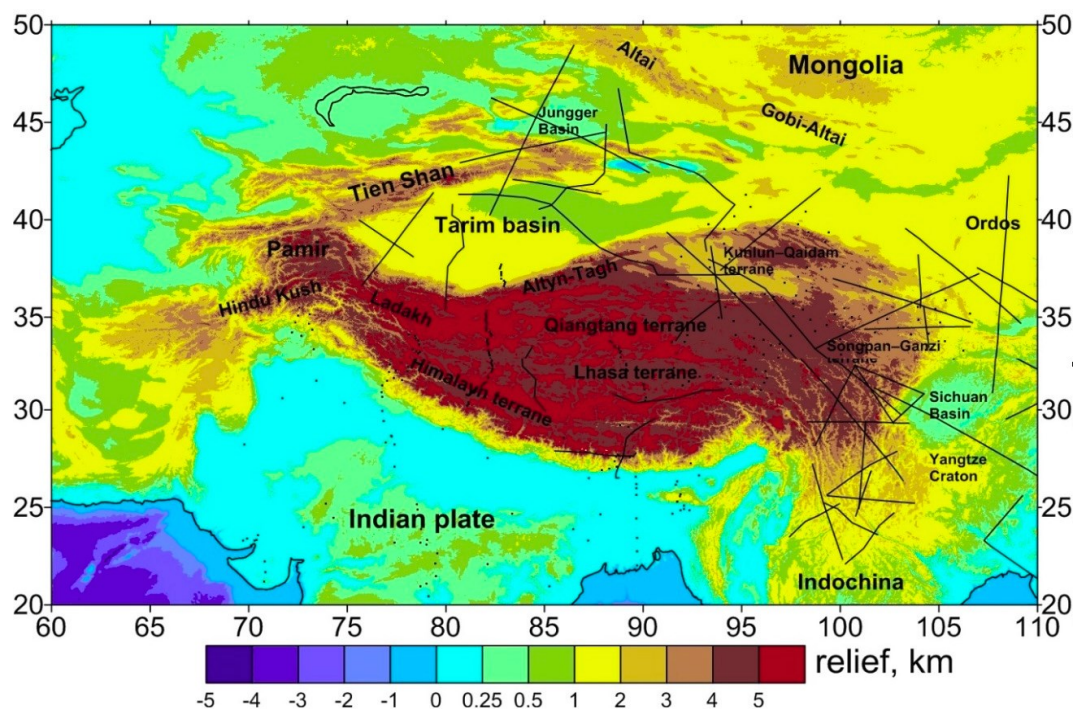 50
50
Altai
Mongolia
45
Jungger
Basin
Gobi-Altai
45
Tien Shan
40
Tarim basin
Ordos
40
Pamir
Kunlun–Qaidam
terrane
Altyn-Tagh
Hindu Kush
Ladakh
35
Qiangtang terrane
35
Songpan–Ganzi
terrane
Lhasa terrane
Himalayn terrane
Sichuan
Basin
30
30
Yangtze
Craton
25
Indian plate
25
Indochina
20
20
60 65 70 75 80 85 90 95 100 105 110
relief, km
-5 -4 -3 -2 -1 0 0.25 0.5 1 2 3 4 5